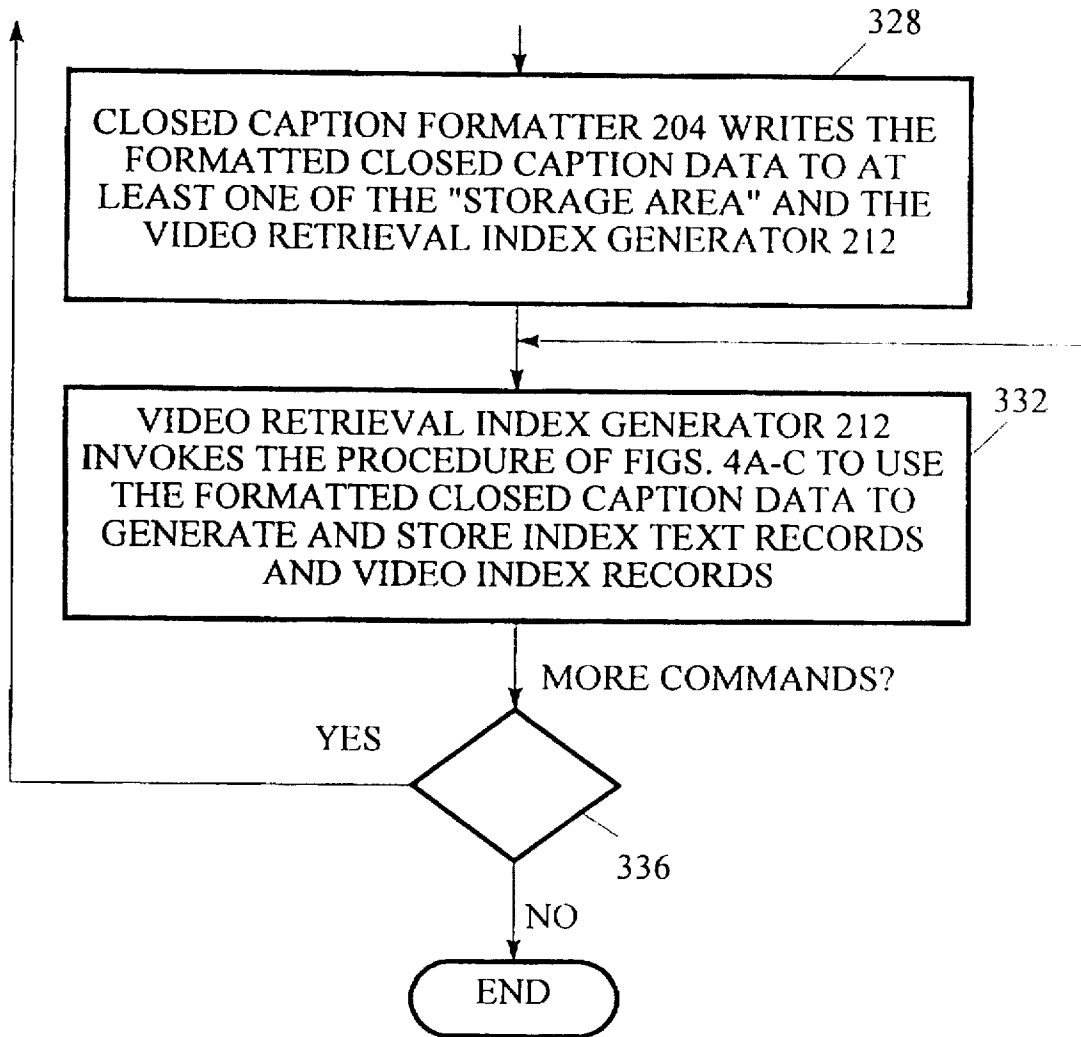 328
CLOSED CAPTION FORMATTER 204 WRITES THE
FORMATTED CLOSED CAPTION DATA TO AT
LEAST ONE OF THE "STORAGE AREA" AND THE
VIDEO RETRIEVAL INDEX GENERATOR 212
332
VIDEO RETRIEVAL INDEX GENERATOR 212
INVOKES THE PROCEDURE OF FIGS. 4A-C TO USE
THE FORMATTED CLOSED CAPTION DATA TO
GENERATE AND STORE INDEX TEXT RECORDS
AND VIDEO INDEX RECORDS
MORE COMMANDS?
YES
336
NO
END